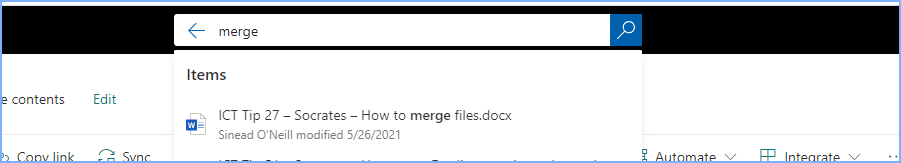 merge
Items
e contents Edit
ICT Tip 27 – Socrates – How to merge files.docx
Sinead O'Neill modified 5/26/2021
Copy link Sync Automate Integrate